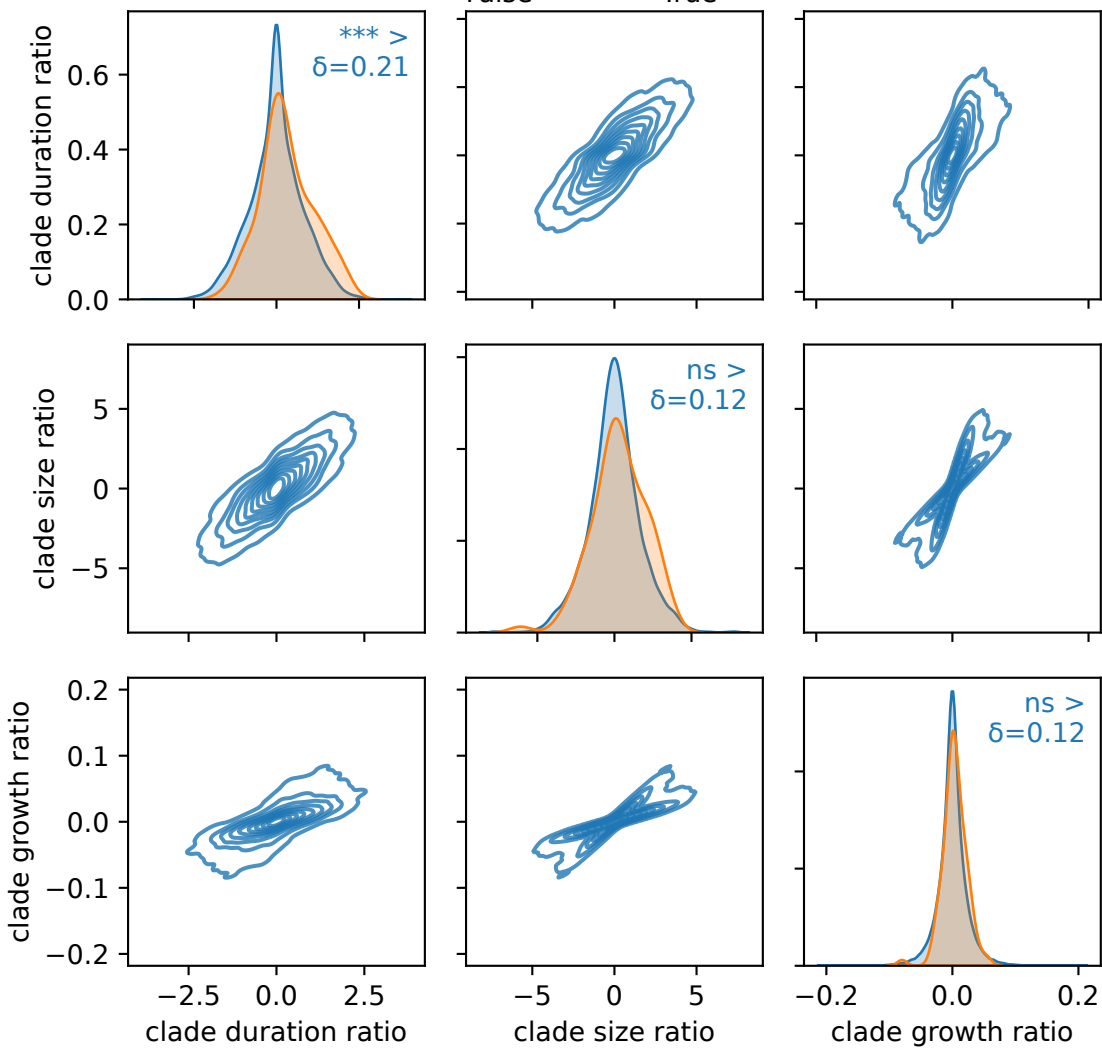 *** >
δ=0.21
clade duration ratio
0.6
0.4
0.2
0.0
ns >
δ=0.12
clade size ratio
5
0
−5
ns >
δ=0.12
clade growth ratio
0.2
0.1
0.0
−0.1
−0.2
−2.5 0.0 2.5
−5 0 5
−0.2 0.0 0.2
clade duration ratio
clade size ratio
clade growth ratio